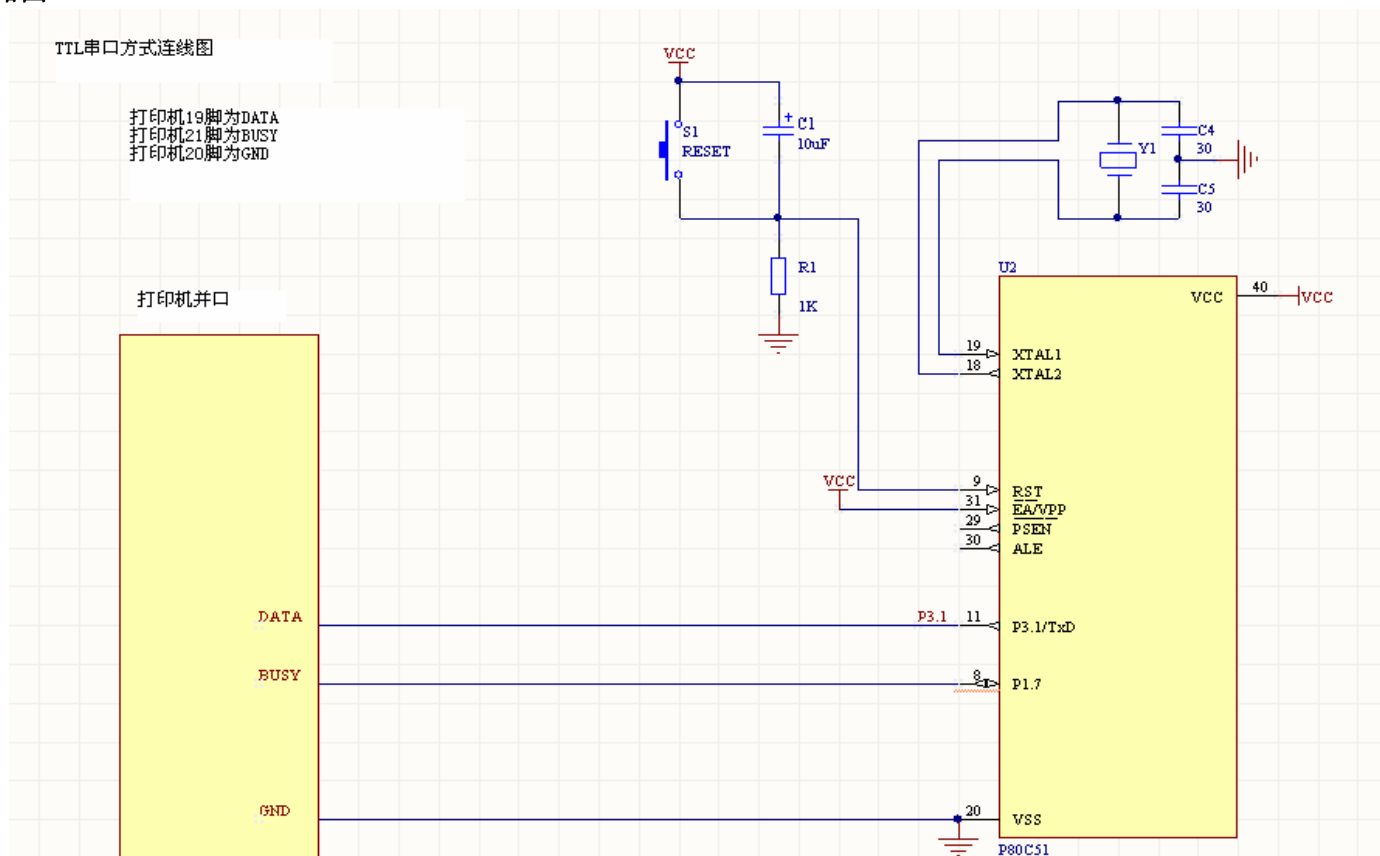 TTL串口方式连线图
打印机19脚为DATA
打印机21脚为BUSY
打印机20脚为GND
VCC
S1
RESET
C1
10uF
R1
1K
Y1
C4
30
C5
30
打印机并口
DATA
BUSY
GND
U2
VCC 40 VCC
19 XTAL1
18 XTAL2
9 RST
VCC
31 EA/VPP
29 PSEN
30 ALE
P3.1 11 P3.1/TxD
8 P1.7
20 VSS
P80C51